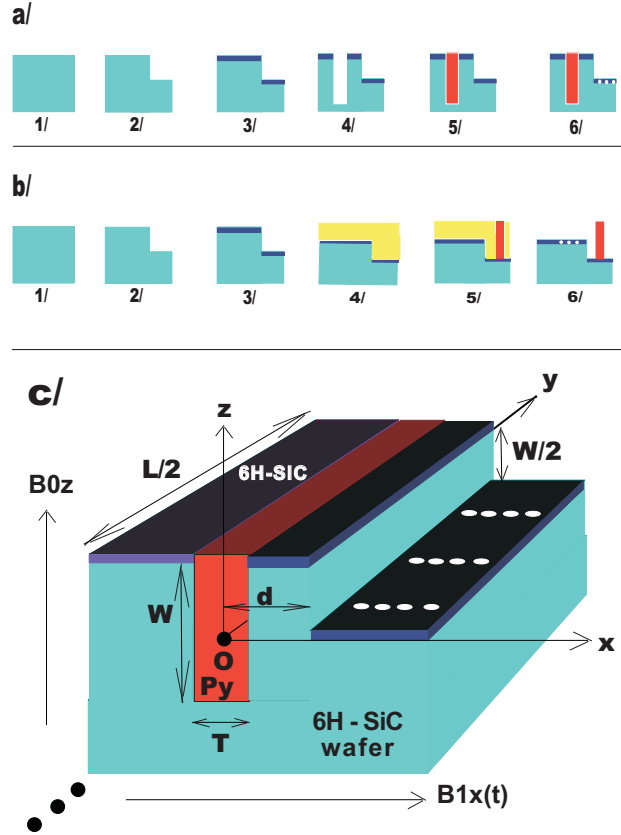 a/
1/ 2/ 3/ 4/ 5/ 6/
b/
1/ 2/ 3/ 4/ 5/ 6/
c/
y
z
W/2
L/2
6H-SiC
B0z
W
d
x
O
Py
T
6H - SiC
wafer
B1x(t)